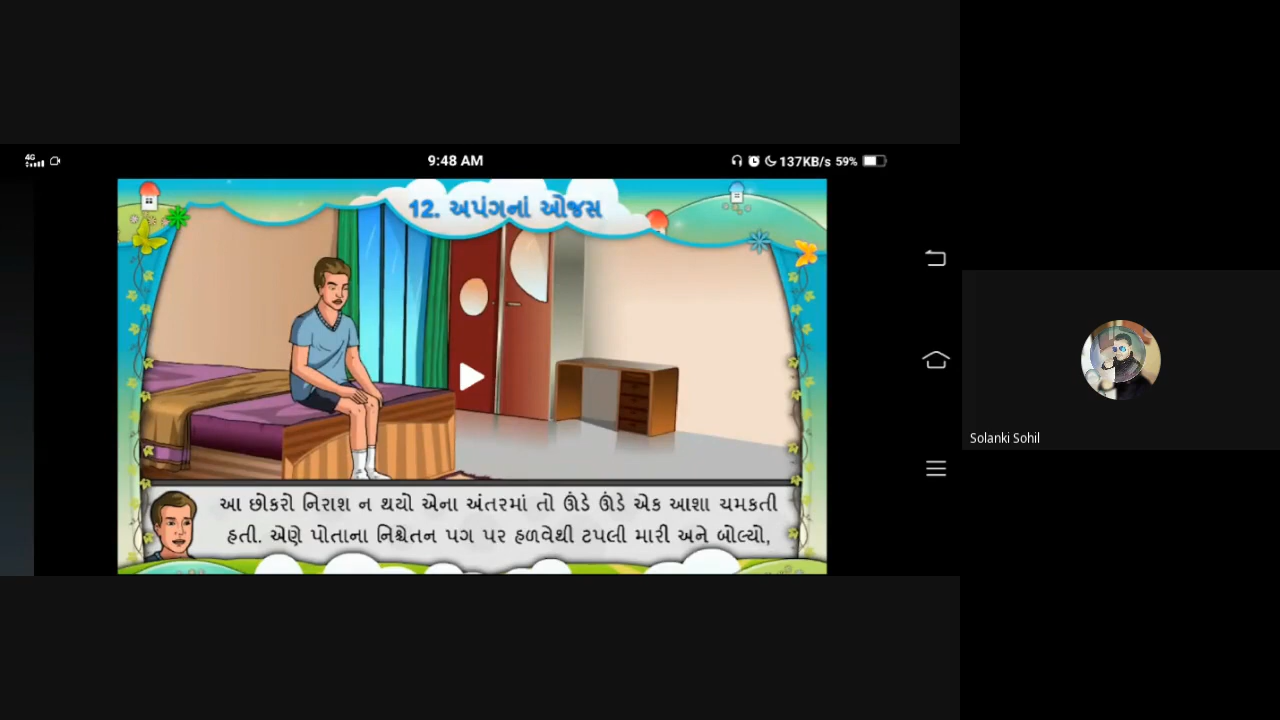 4G
9:48 AM
137KB/s 59%
12. અપંગનાં ઓજસ
આ છોકરો નિરાશ ન થયો એના અંતરમાં તો ઊંડે ઊંડે એક આશા ચમકતી
હતી. એણે પોતાના નિશ્ચેતન પગ પર હળવેથી ટપલી મારી અને બોલ્યો,
Solanki Sohil